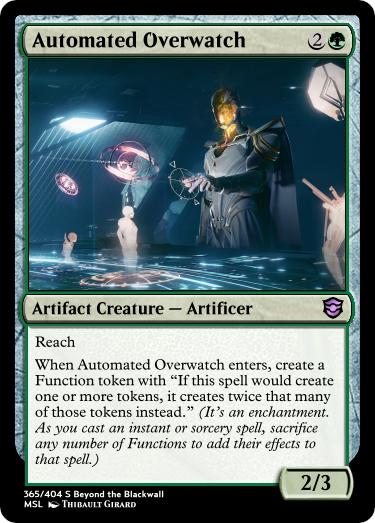 Automated Overwatch 2
Artifact Creature — Artificer
Reach
When Automated Overwatch enters, create a
Function token with “If this spell would create
one or more tokens, it creates twice that many
of those tokens instead.” (It’s an enchantment.
As you cast an instant or sorcery spell, sacrifice
any number of Functions to add their effects to
that spell.)
2/3
365/404 S Beyond the Blackwall
MSL Thibault Girard